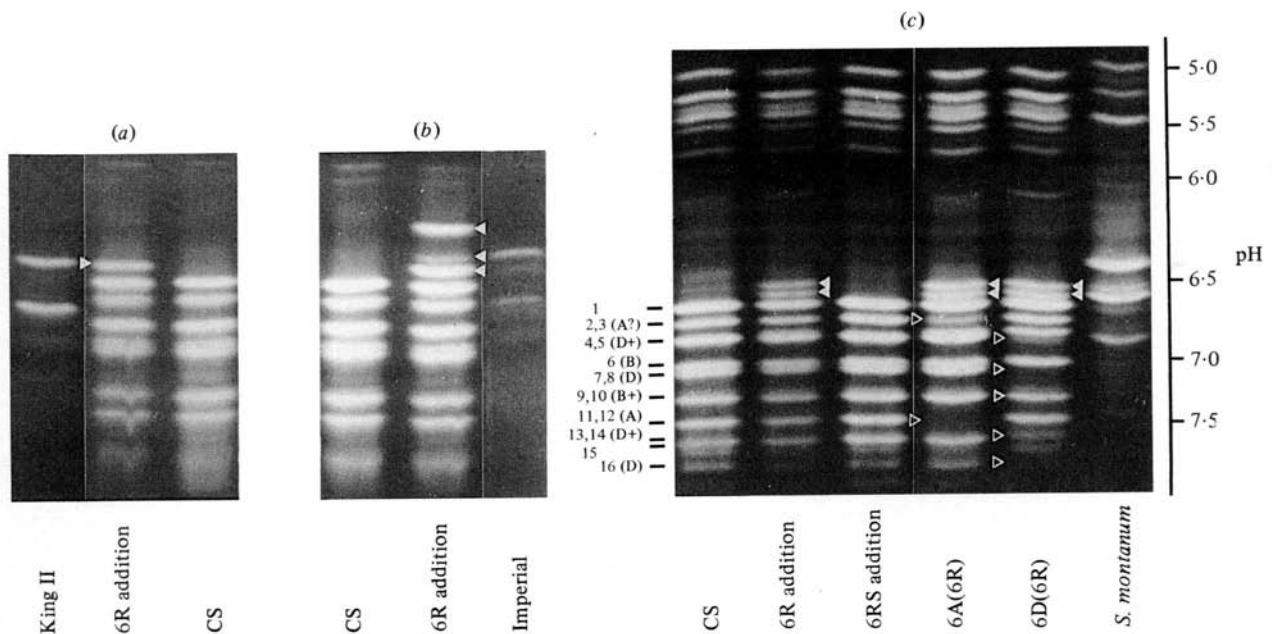 (c)
(a)
(b)
5·0
5·5
6·0
6·5
pH
7·0
7·5
1
2,3 (A?)
4,5 (D+)
6 (B)
7,8 (D)
9,10 (B+)
11,12 (A)
13,14 (D+)
15
16 (D)
King II
6R addition
CS
CS
6R addition
Imperial
CS
6R addition
6RS addition
6A(6R)
6D(6R)
S. montanum